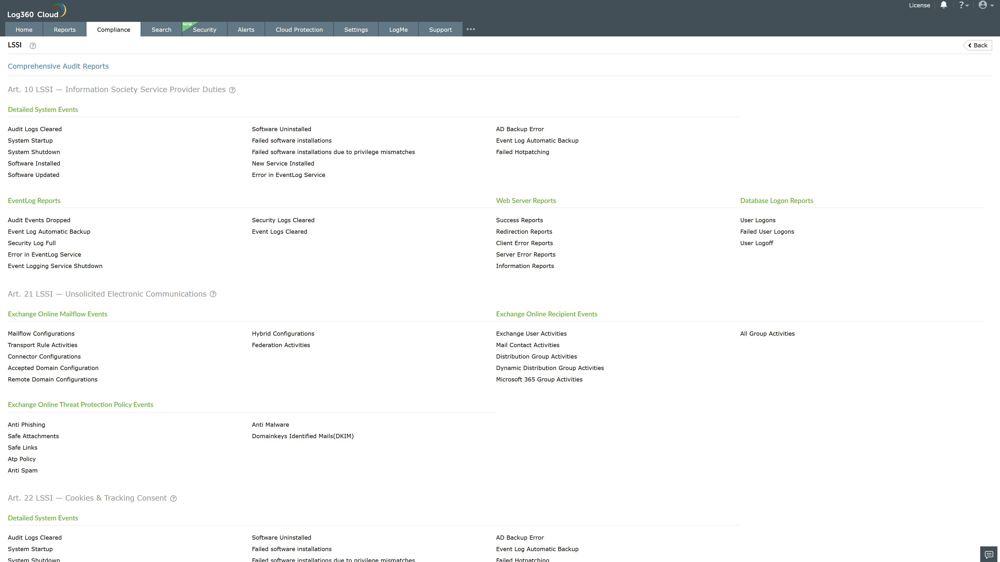 License
?
Log360 Cloud
Home
Reports
Compliance
Search
NEW
Security
Alerts
Cloud Protection
Settings
LogMe
Support
LSSI
?
Back
Comprehensive Audit Reports
Art. 10 LSSI — Information Society Service Provider Duties ?
Detailed System Events
Audit Logs Cleared
System Startup
System Shutdown
Software Installed
Software Updated
Software Uninstalled
Failed software installations
Failed software installations due to privilege mismatches
New Service Installed
Error in EventLog Service
AD Backup Error
Event Log Automatic Backup
Failed Hotpatching
EventLog Reports
Audit Events Dropped
Event Log Automatic Backup
Security Log Full
Error in EventLog Service
Event Logging Service Shutdown
Security Logs Cleared
Event Logs Cleared
Web Server Reports
Success Reports
Redirection Reports
Client Error Reports
Server Error Reports
Information Reports
Database Logon Reports
User Logons
Failed User Logons
User Logoff
Art. 21 LSSI — Unsolicited Electronic Communications ?
Exchange Online Mailflow Events
Mailflow Configurations
Transport Rule Activities
Connector Configurations
Accepted Domain Configuration
Remote Domain Configurations
Hybrid Configurations
Federation Activities
Exchange Online Recipient Events
Exchange User Activities
Mail Contact Activities
Distribution Group Activities
Dynamic Distribution Group Activities
Microsoft 365 Group Activities
All Group Activities
Exchange Online Threat Protection Policy Events
Anti Phishing
Safe Attachments
Safe Links
Atp Policy
Anti Spam
Anti Malware
Domainkeys Identified Mails(DKIM)
Art. 22 LSSI — Cookies & Tracking Consent ?
Detailed System Events
Audit Logs Cleared
System Startup
System Shutdown
Software Uninstalled
Failed software installations
Failed software installations due to privilege mismatches
AD Backup Error
Event Log Automatic Backup
Failed Hotpatching